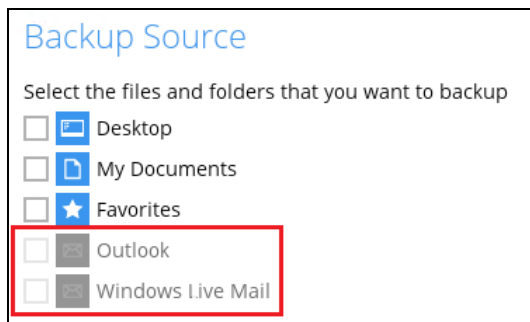 Backup Source
Select the files and folders that you want to backup
Desktop
My Documents
Favorites
Outlook
Windows Live Mail